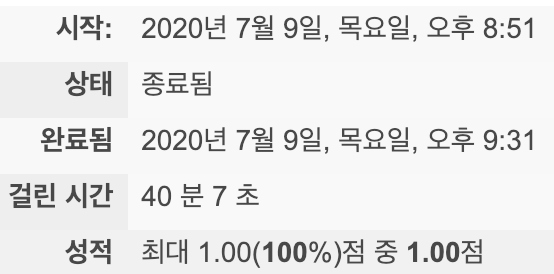 시작: 2020년 7월 9일, 목요일, 오후 8:51
상태 종료됨
완료됨 2020년 7월 9일, 목요일, 오후 9:31
걸린 시간 40 분 7 초
성적 최대 1.00(100%)점 중 1.00점